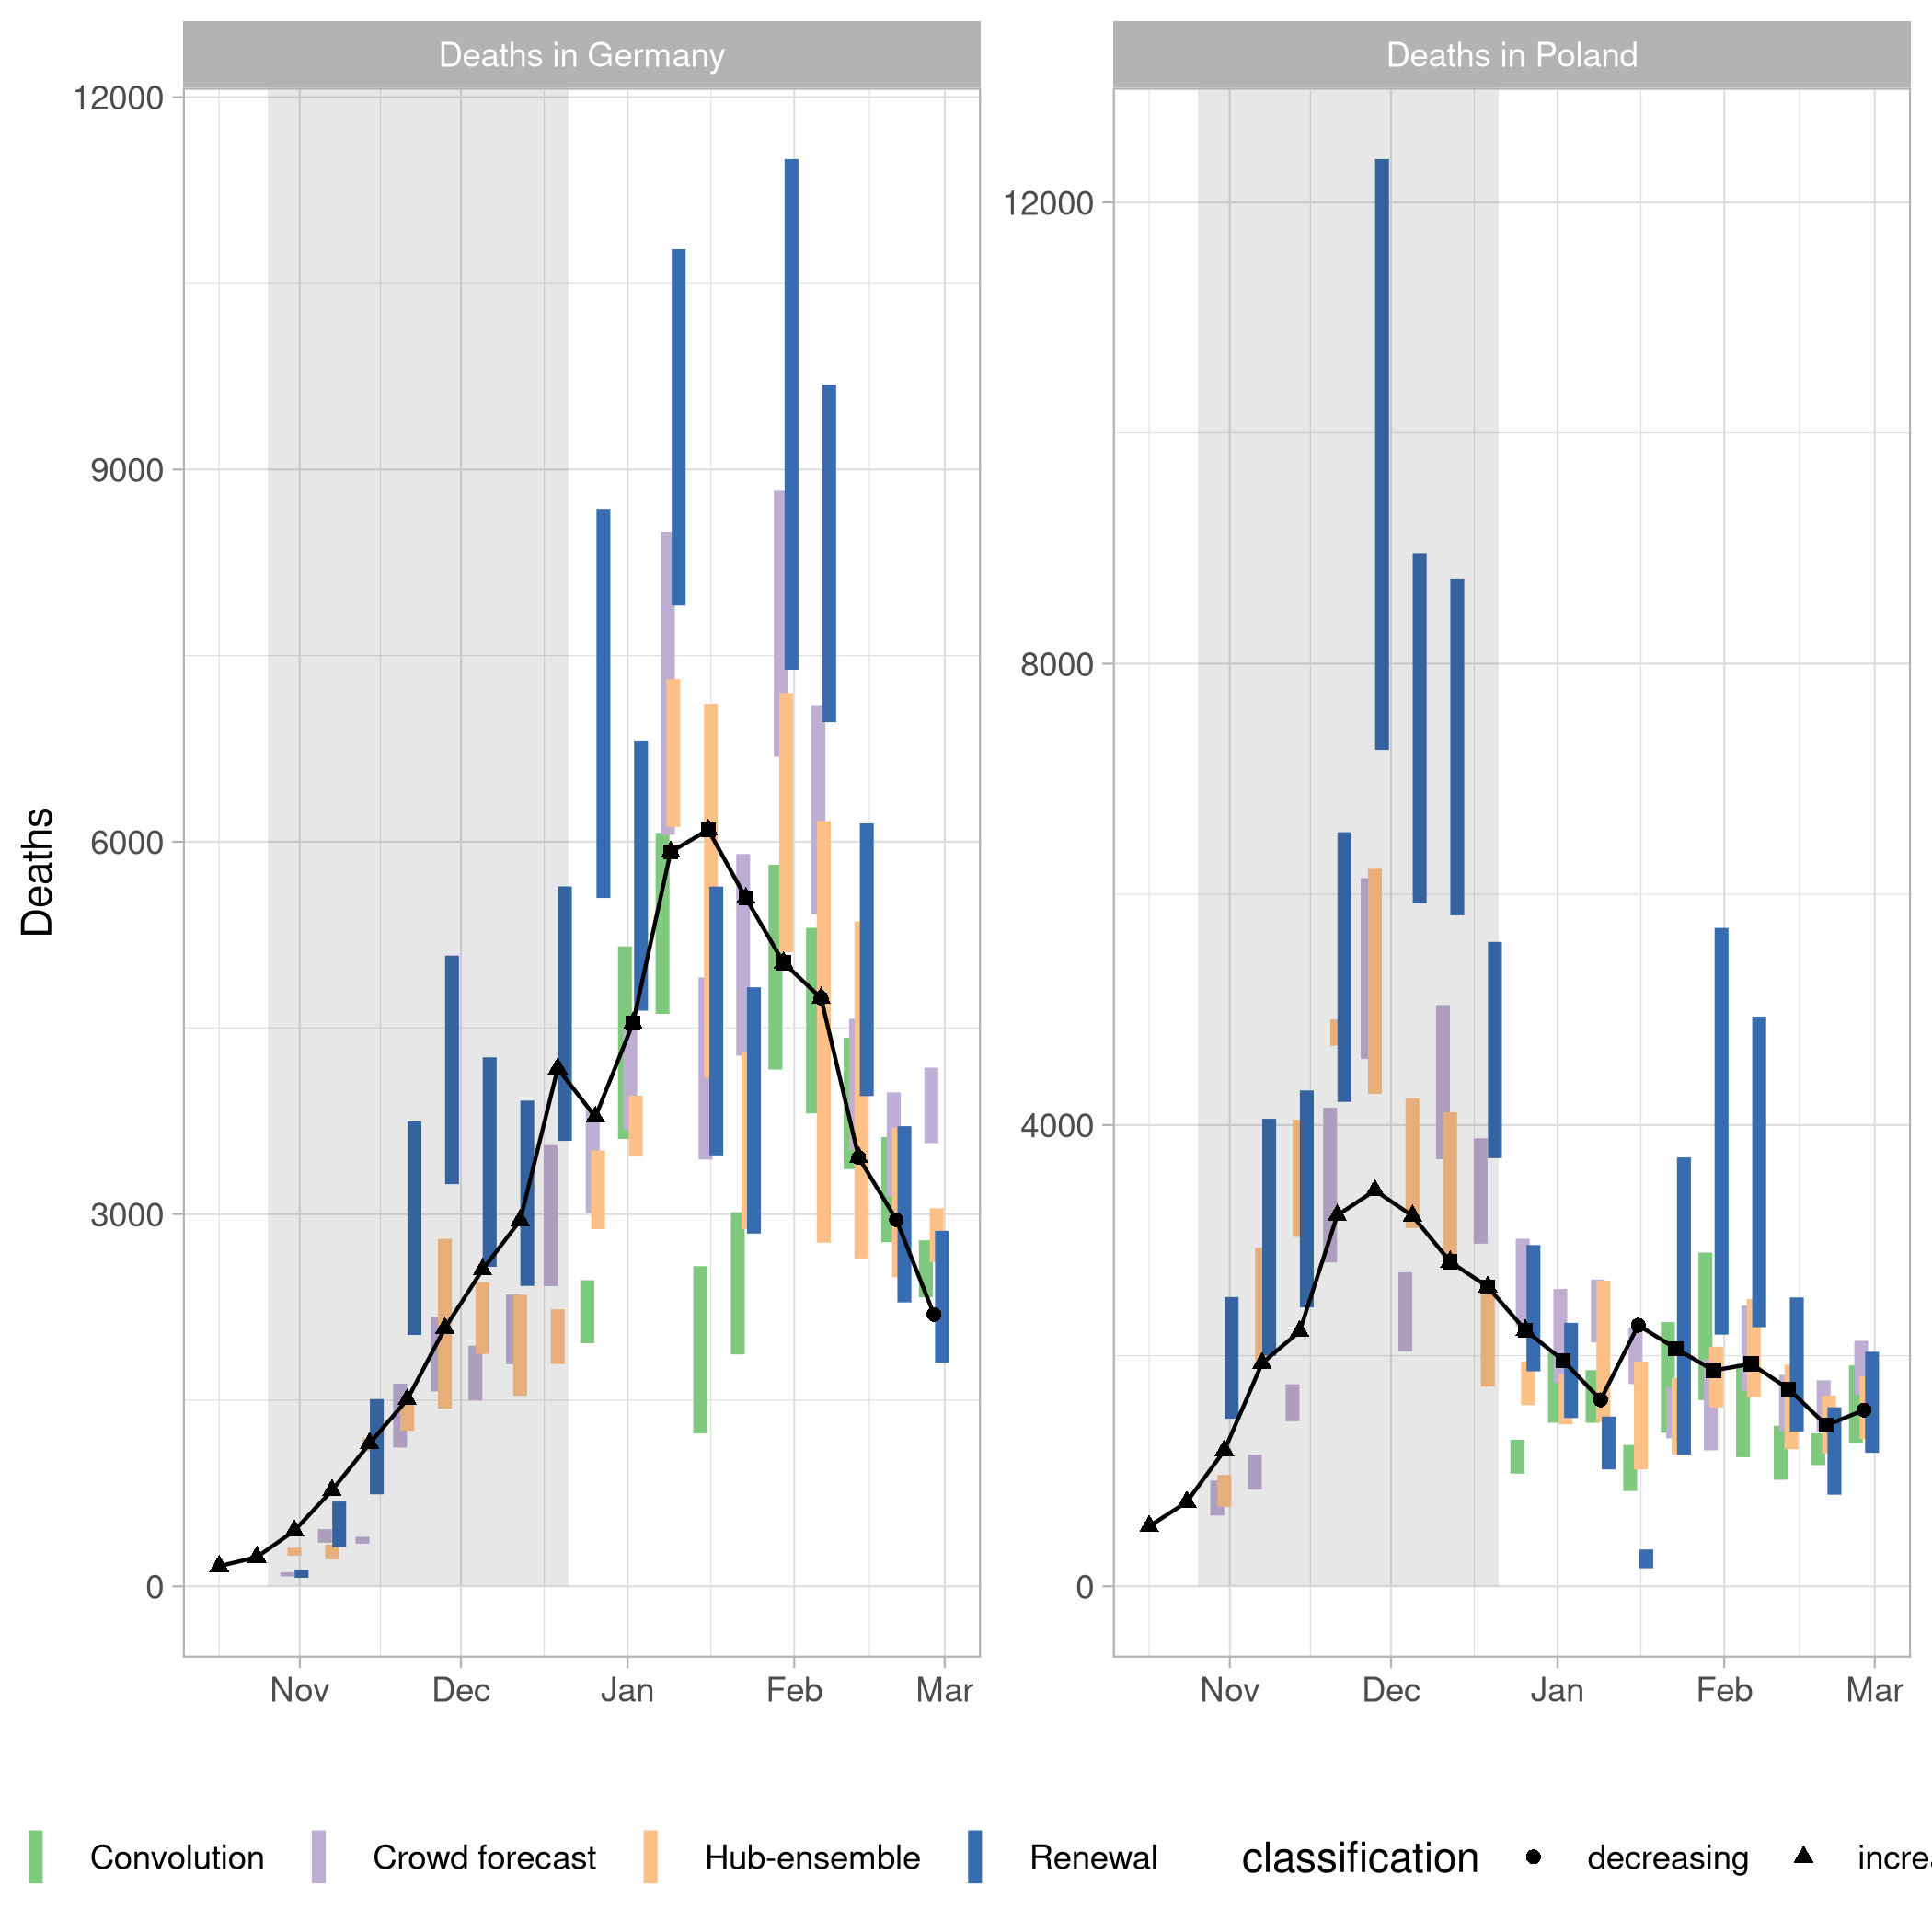 Deaths in Germany
Deaths in Poland
12000
9000
6000
3000
0
12000
8000
4000
0
Deaths
Nov Dec Jan Feb Mar
Nov Dec Jan Feb Mar
Convolution Crowd forecast Hub-ensemble Renewal classification decreasing